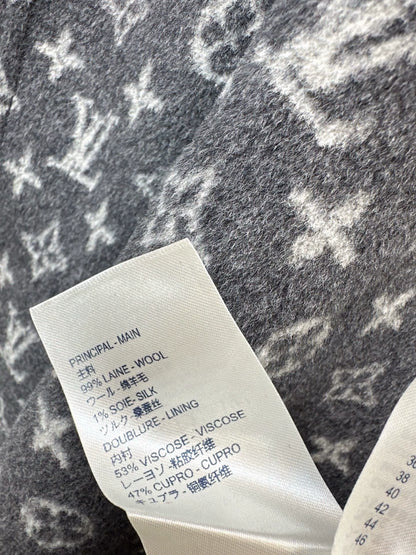 PRINCIPAL - MAIN
主料
99% LAINE - WOOL
ウール - 绵羊毛
1% SOIE - SILK
シルク - 桑蚕丝
DOUBLURE - LINING
内衬
53% VISCOSE - VISCOSE
レーヨン - 粘胶纤维
47% CUPRO - CUPRO
キュプラ - 铜氨纤维
36
38
40
42
44
46